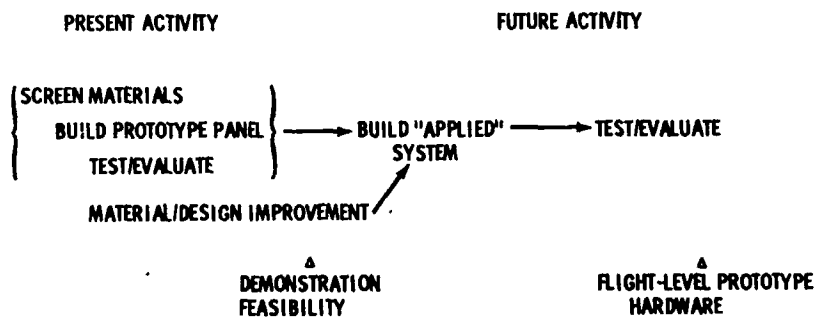 PRESENT ACTIVITY
FUTURE ACTIVITY
SCREEN MATERIALS
BUILD PROTOTYPE PANEL
TEST/EVALUATE
BUILD "APPLIED"
SYSTEM
TEST/EVALUATE
MATERIAL/DESIGN IMPROVEMENT
Δ
DEMONSTRATION
FEASIBILITY
Δ
FLIGHT-LEVEL PROTOTYPE
HARDWARE